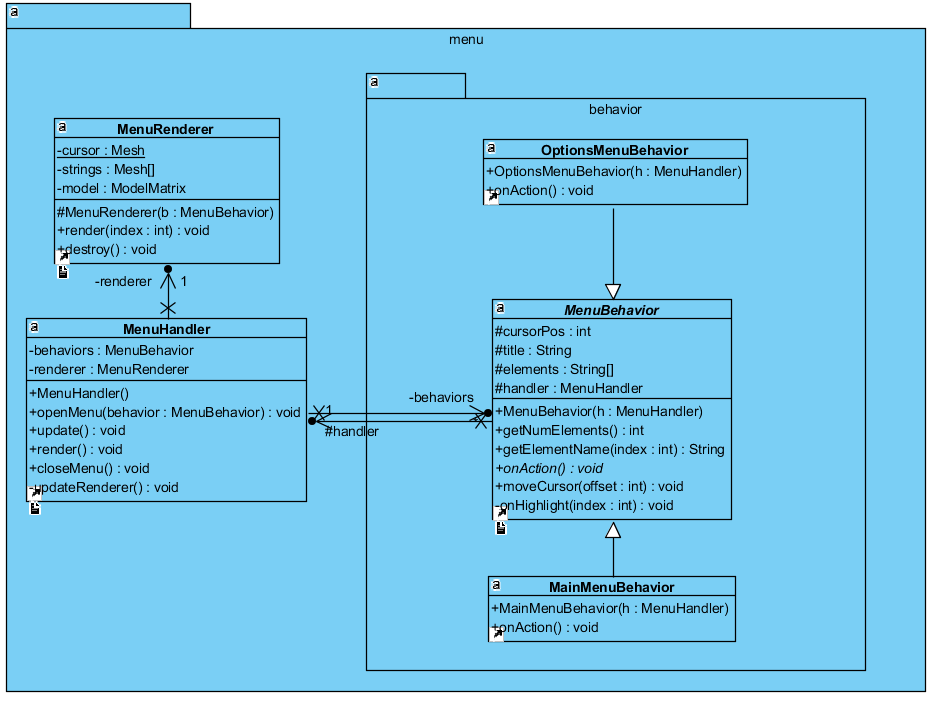 a
menu
a
behavior
a
MenuRenderer
-cursor : Mesh
-strings : Mesh[]
-model : ModelMatrix
#MenuRenderer(b : MenuBehavior)
+render(index : int) : void
+destroy() : void
-renderer 1
a
MenuHandler
-behaviors : MenuBehavior
-renderer : MenuRenderer
+MenuHandler()
+openMenu(behavior : MenuBehavior) : void
+update() : void
+render() : void
+closeMenu() : void
-updateRenderer() : void
-behaviors
1
#handler
a
OptionsMenuBehavior
+OptionsMenuBehavior(h : MenuHandler)
+onAction() : void
a
MenuBehavior
#cursorPos : int
#title : String
#elements : String[]
#handler : MenuHandler
+MenuBehavior(h : MenuHandler)
+getNumElements() : int
+getElementName(index : int) : String
+onAction() : void
+moveCursor(offset : int) : void
-onHighlight(index : int) : void
a
MainMenuBehavior
+MainMenuBehavior(h : MenuHandler)
+onAction() : void